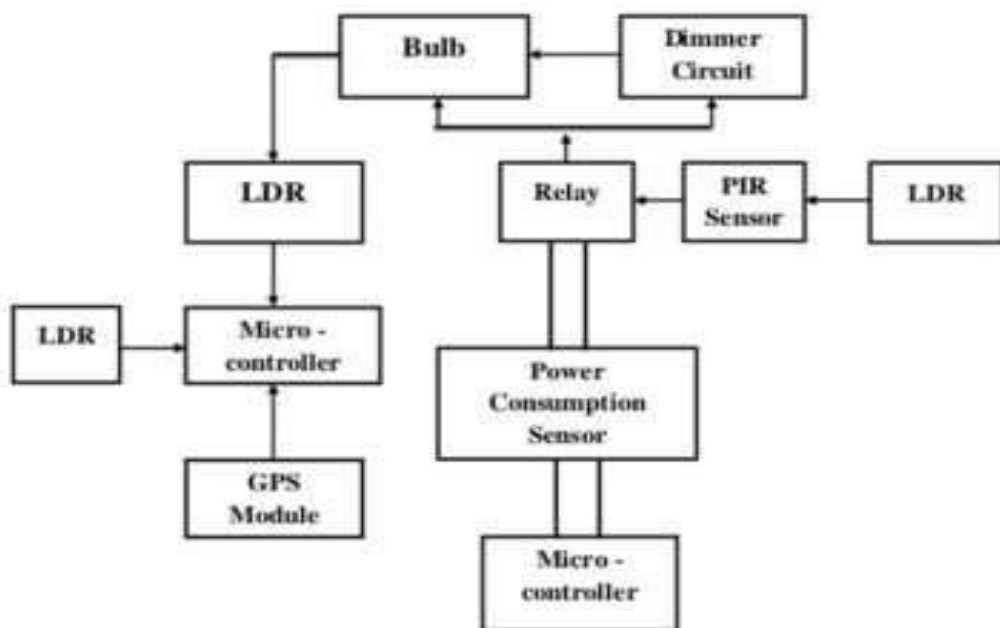 Bulb
Dimmer
Circuit
LDR
Relay
PIR
Sensor
LDR
LDR
Micro -
controller
Power
Consumption
Sensor
GPS
Module
Micro -
controller